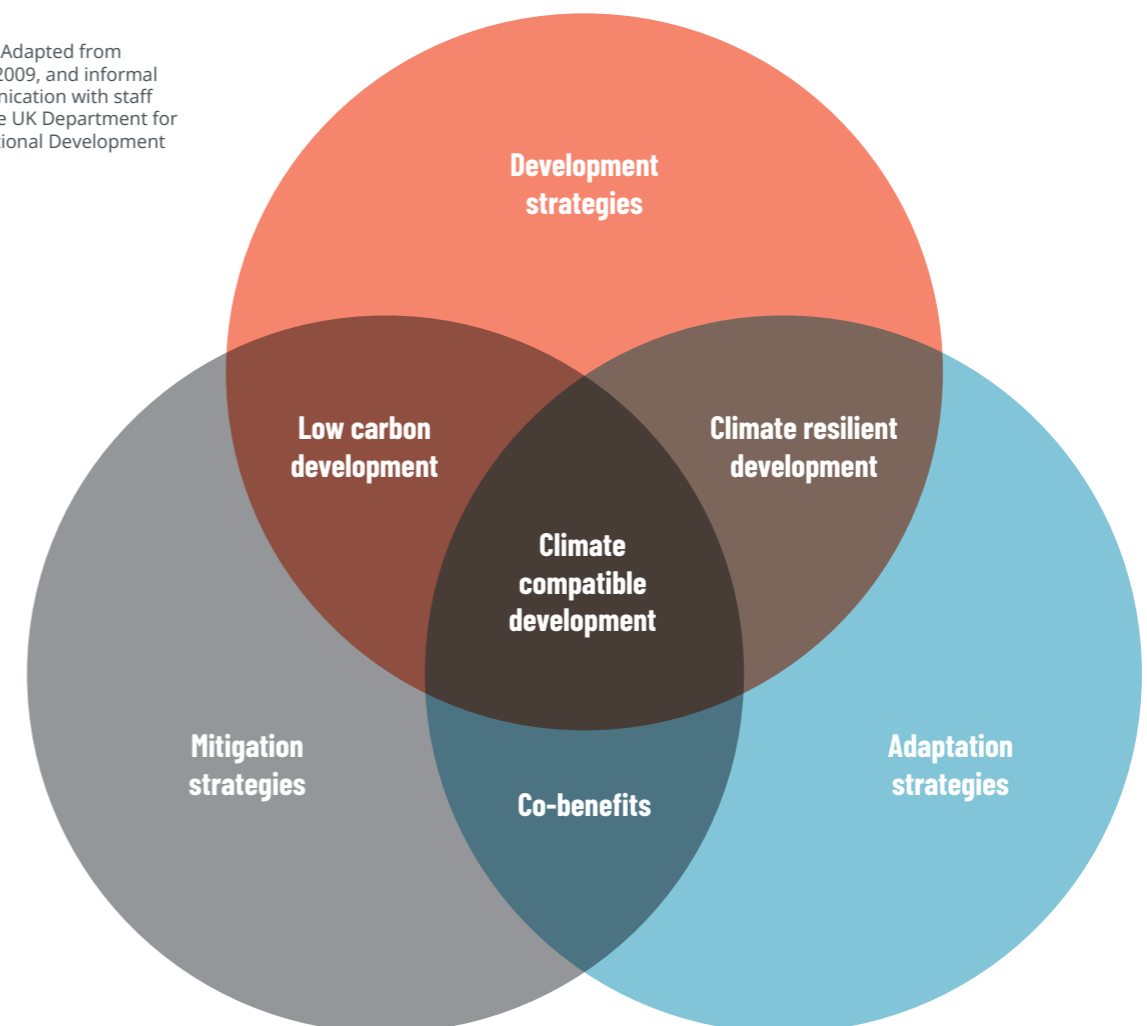 Adapted from
2009, and informal
nication with staff
e UK Department for
tional Development
Development
strategies
Low carbon
development
Climate resilient
development
Climate
compatible
development
Mitigation
strategies
Adaptation
strategies
Co-benefits